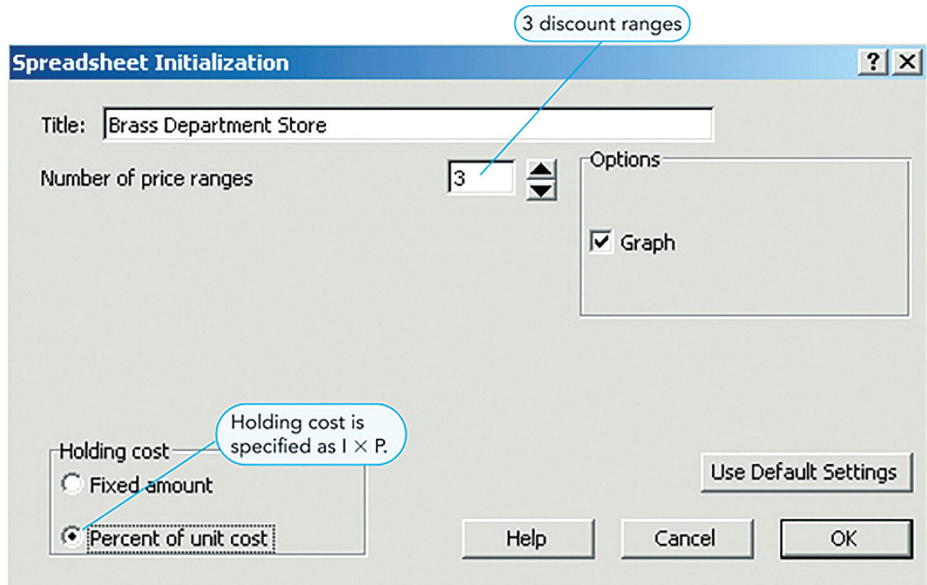 3 discount ranges
Spreadsheet Initialization
Title: Brass Department Store
Number of price ranges 3
Options
Graph
Holding cost is
specified as I × P.
Holding cost
Fixed amount
Percent of unit cost
Use Default Settings
Help Cancel OK